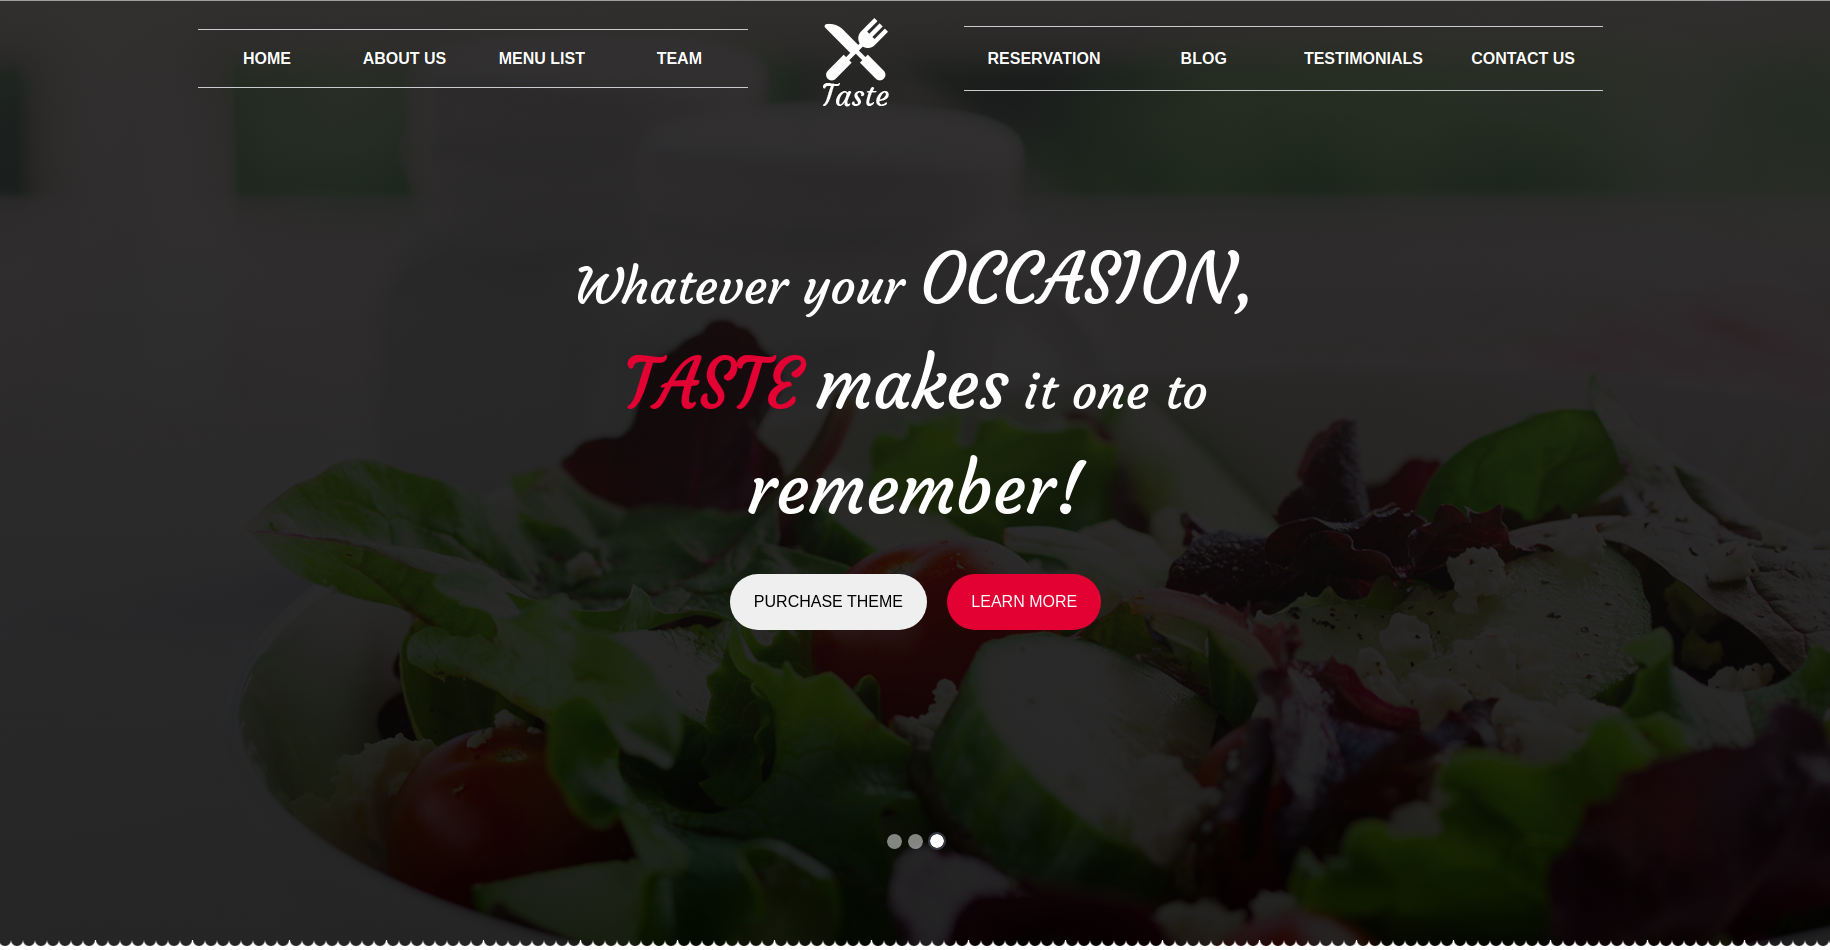 HOME ABOUT US MENU LIST TEAM
Taste
RESERVATION BLOG TESTIMONIALS CONTACT US
Whatever your OCCASION,
TASTE makes it one to
remember!
PURCHASE THEME LEARN MORE